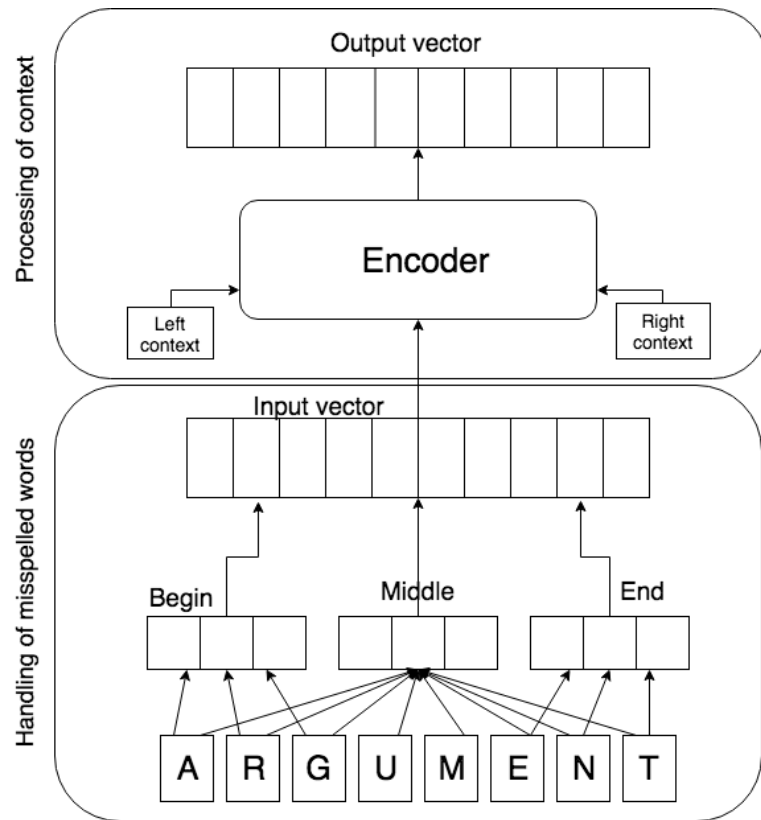 Processing of context
Output vector
Encoder
Left
context
Right
context
Handling of misspelled words
Input vector
Begin
Middle
End
A R G U M E N T